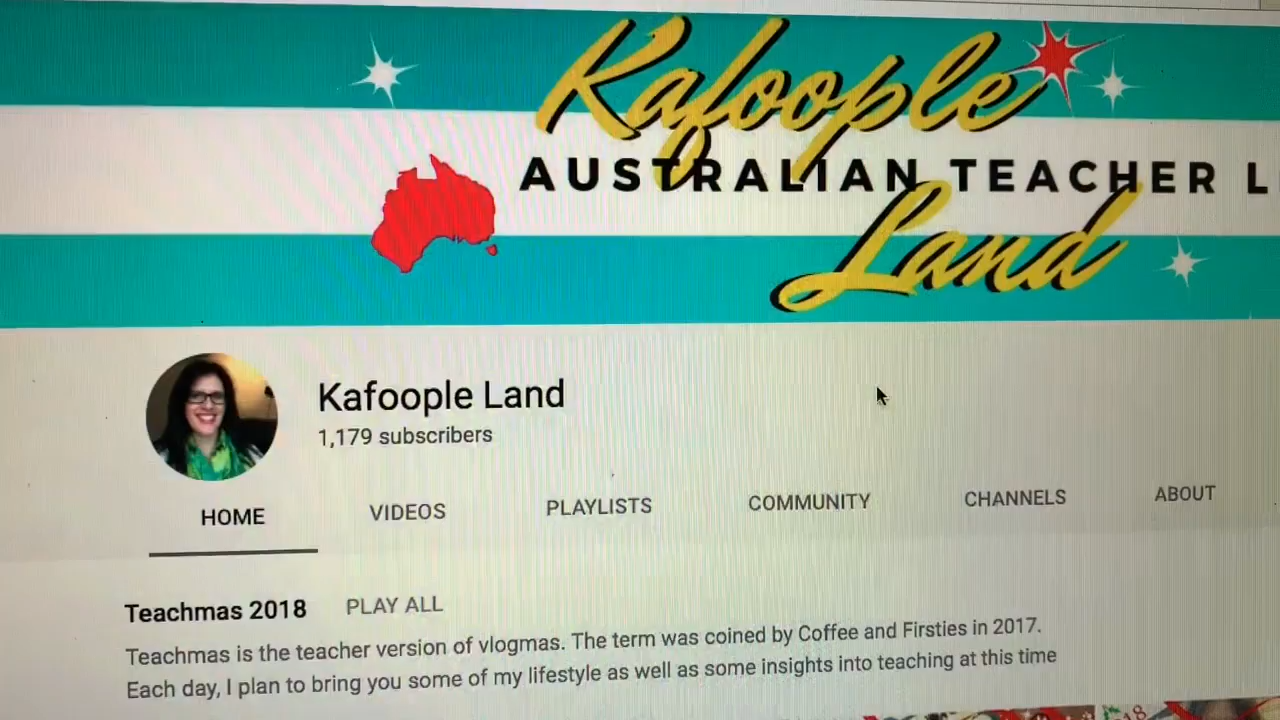 Kafoople
AUSTRALIAN TEACHER L
Land
Kafoople Land
1,179 subscribers
HOME VIDEOS PLAYLISTS COMMUNITY CHANNELS ABOUT
Teachmas 2018 PLAY ALL
Teachmas is the teacher version of vlogmas. The term was coined by Coffee and Firsties in 2017.
Each day, I plan to bring you some of my lifestyle as well as some insights into teaching at this time